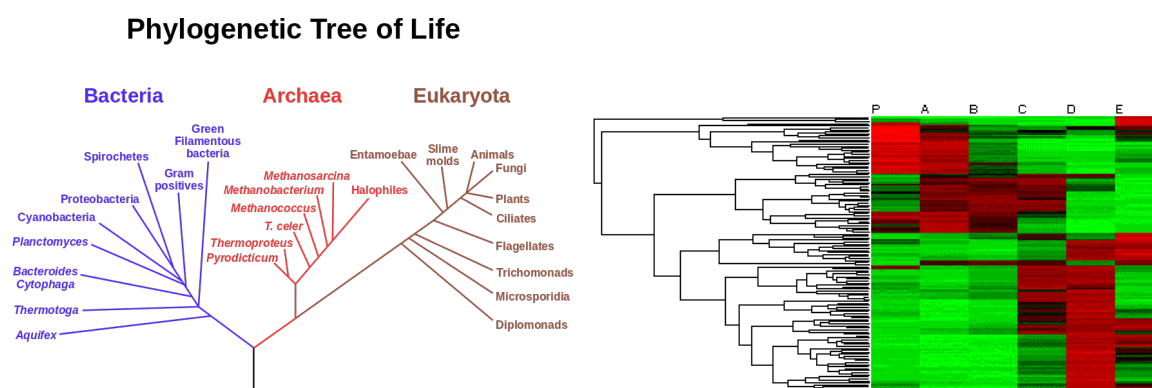 Phylogenetic Tree of Life
Bacteria
Archaea
Eukaryota
Green
Filamentous
bacteria
Spirochetes
Gram
positives
Proteobacteria
Cyanobacteria
Planctomyces
Bacteroides
Cytophaga
Thermotoga
Aquifex
Methanosarcina
Methanobacterium
Halophiles
Methanococcus
T. celer
Thermoproteus
Pyrodicticum
Entamoebae
Slime
molds
Animals
Fungi
Plants
Ciliates
Flagellates
Trichomonads
Microsporidia
Diplomonads
P A B C D E